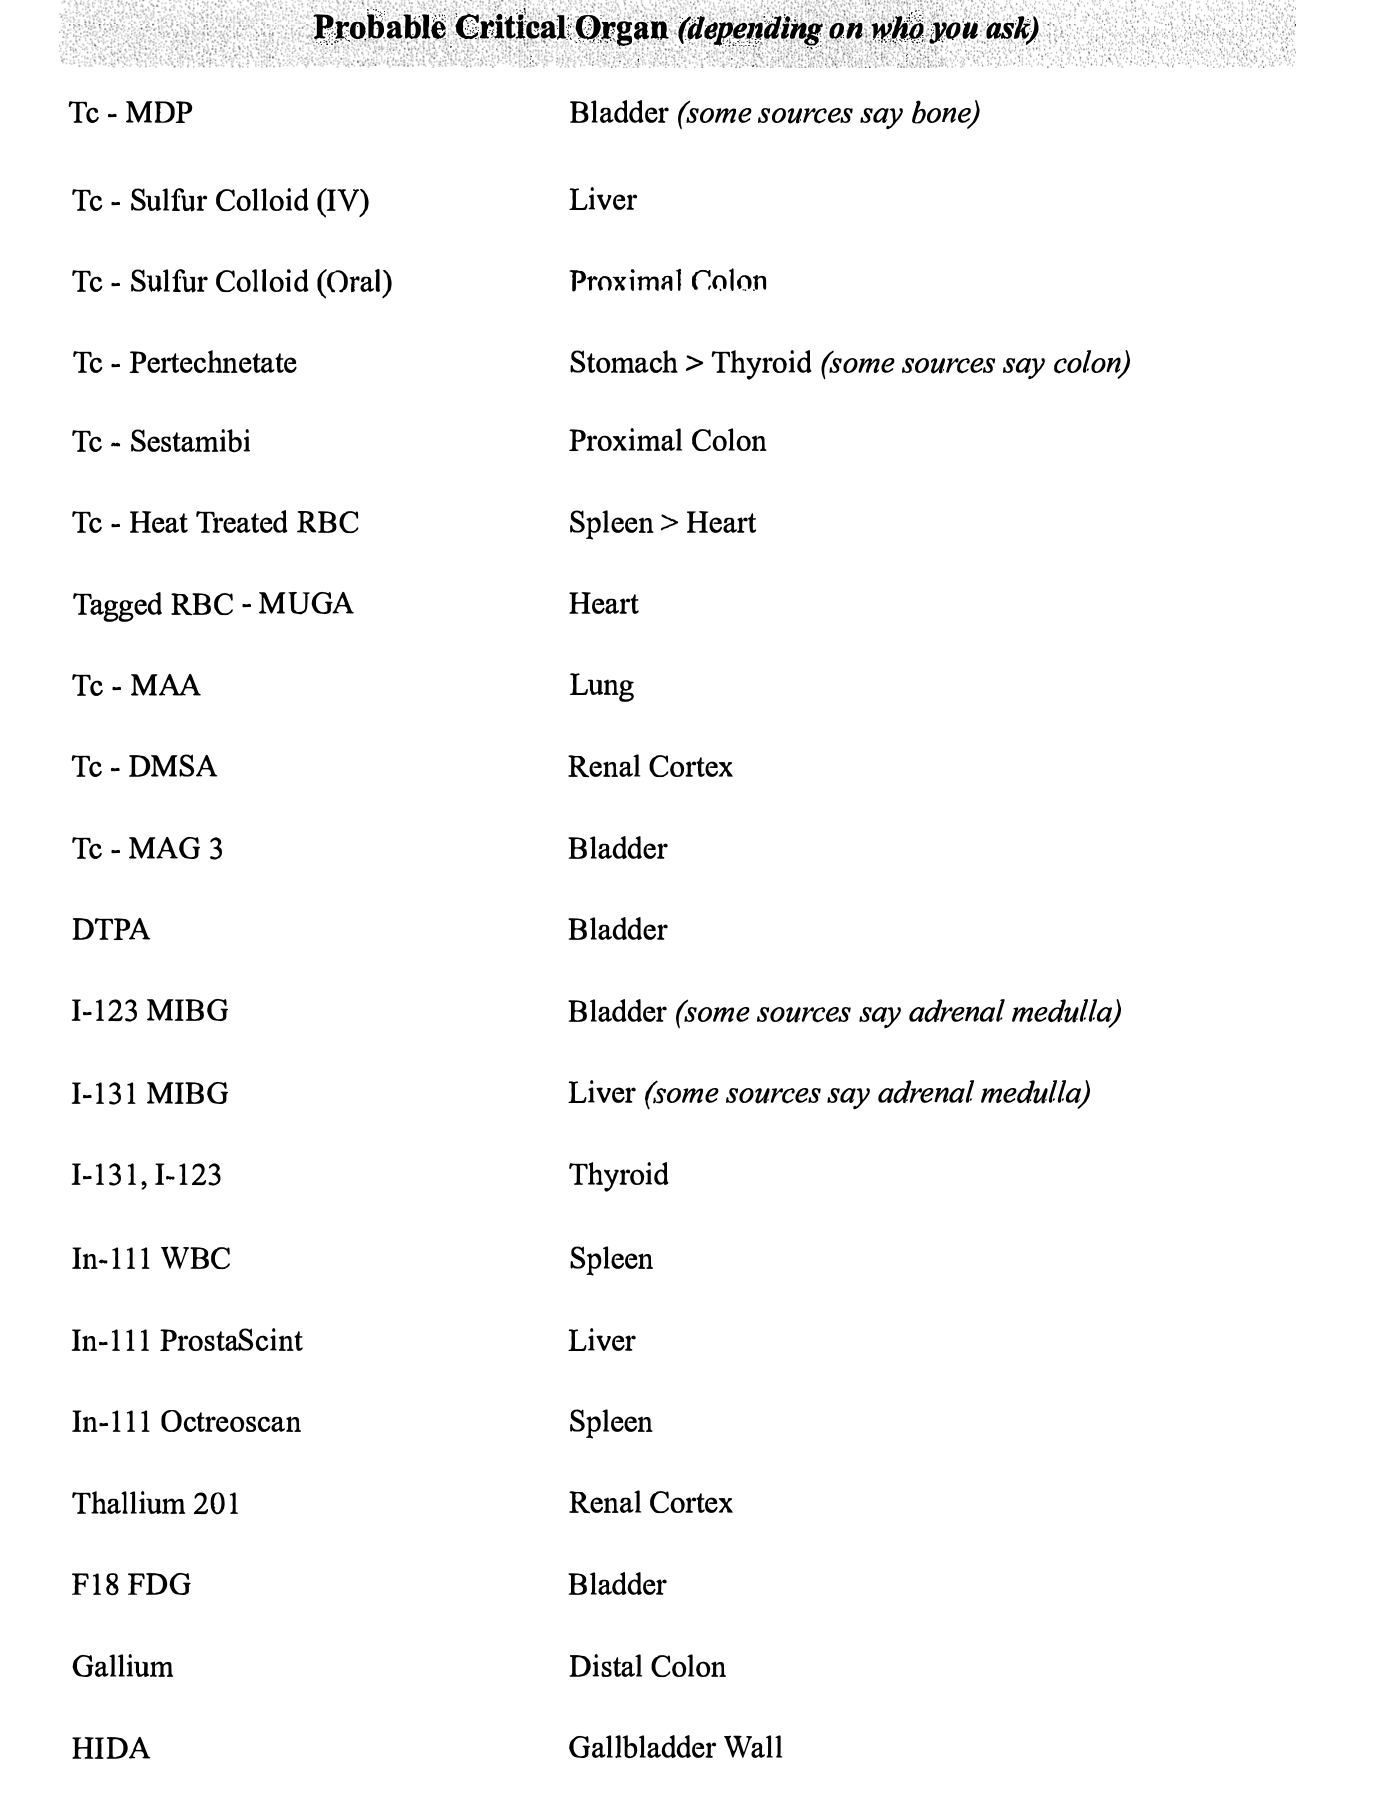 Probable Critical Organ (depending on who you ask)
Tc - MDP Bladder (some sources say bone)
Tc - Sulfur Colloid (IV) Liver
Tc - Sulfur Colloid (Oral) Proximal Colon
Tc - Pertechnetate Stomach > Thyroid (some sources say colon)
Tc - Sestamibi Proximal Colon
Tc - Heat Treated RBC Spleen > Heart
Tagged RBC - MUGA Heart
Tc - MAA Lung
Tc - DMSA Renal Cortex
Tc - MAG 3 Bladder
DTPA Bladder
I-123 MIBG Bladder (some sources say adrenal medulla)
I-131 MIBG Liver (some sources say adrenal medulla)
I-131, I-123 Thyroid
In-111 WBC Spleen
In-111 ProstaScint Liver
In-111 Octreoscan Spleen
Thallium 201 Renal Cortex
F18 FDG Bladder
Gallium Distal Colon
HIDA Gallbladder Wall